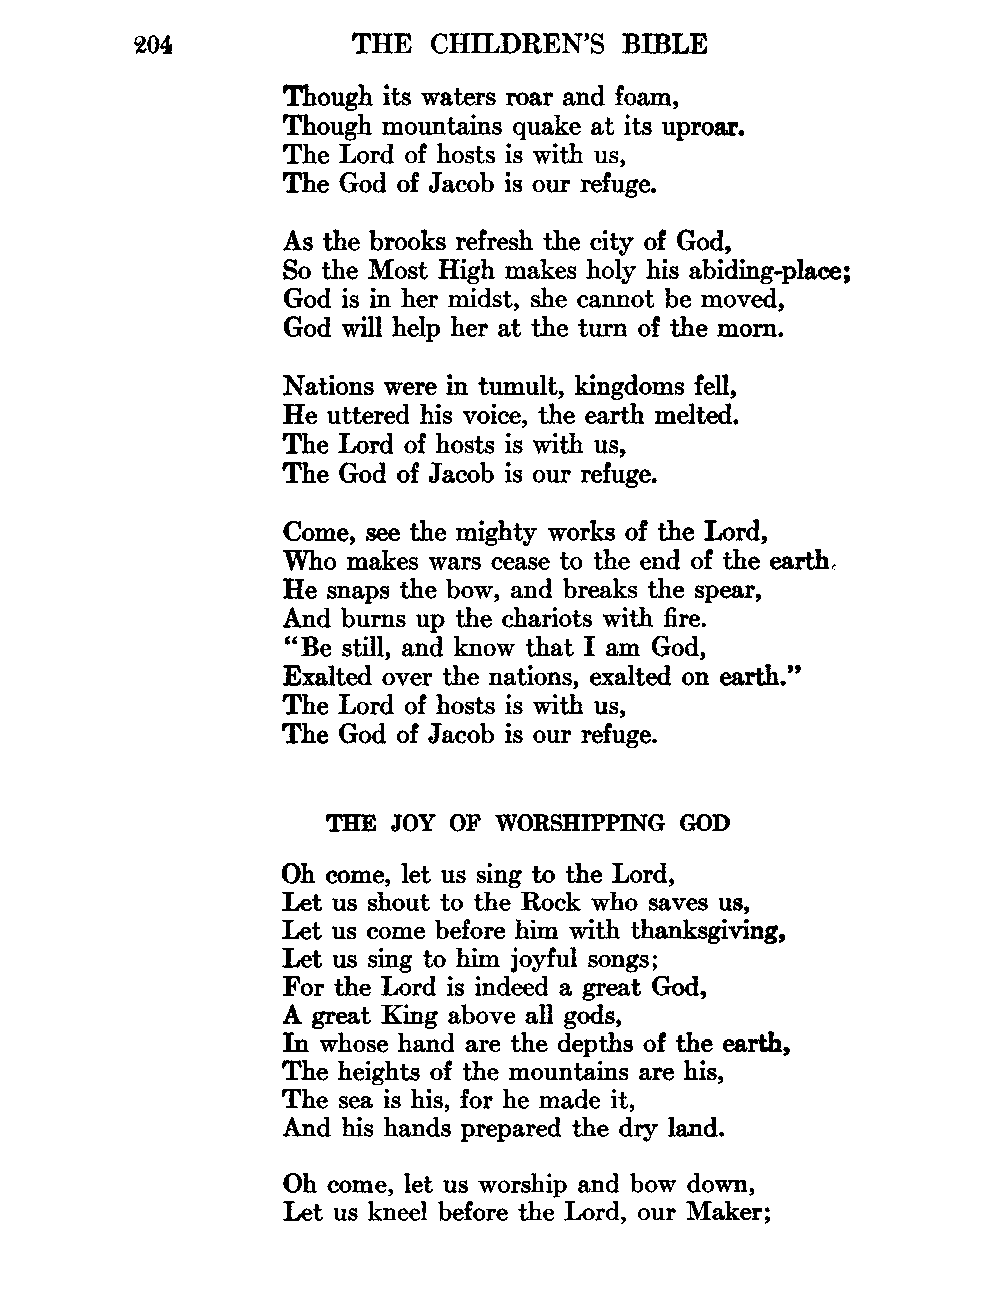 204 THE CHILDREN'S BIBLE
Though its waters roar and foam,
Though mountains quake at its uproar.
The Lord of hosts is with us,
The God of Jacob is our refuge.
As the brooks refresh the city of God,
So the Most High makes holy his abiding-place;
God is in her midst, she cannot be moved,
God will help her at the turn of the morn.
Nations were in tumult, kingdoms fell,
He uttered his voice, the earth melted.
The Lord of hosts is with us,
The God of Jacob is our refuge.
Come, see the mighty works of the Lord,
Who makes wars cease to the end of the earth.
He snaps the bow, and breaks the spear,
And burns up the chariots with fire.
"Be still, and know that I am God,
Exalted over the nations, exalted on earth."
The Lord of hosts is with us,
The God of Jacob is our refuge.
THE JOY OF WORSHIPPING GOD
Oh come, let us sing to the Lord,
Let us shout to the Rock who saves us,
Let us come before him with thanksgiving,
Let us sing to him joyful songs;
For the Lord is indeed a great God,
A great King above all gods,
In whose hand are the depths of the earth,
The heights of the mountains are his,
The sea is his, for he made it,
And his hands prepared the dry land.
Oh come, let us worship and bow down,
Let us kneel before the Lord, our Maker;